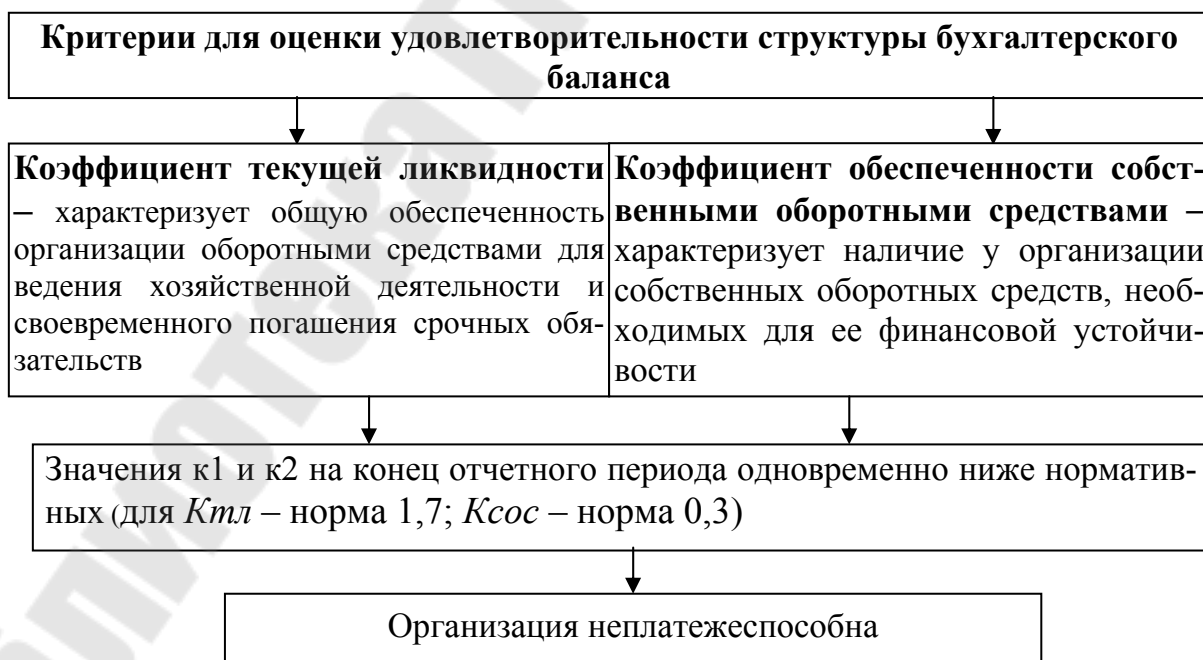 Критерии для оценки удовлетворительности структуры бухгалтерского
баланса
Коэффициент текущей ликвидности
– характеризует общую обеспеченность
организации оборотными средствами для
ведения хозяйственной деятельности и
своевременного погашения срочных обя-
зательств
Коэффициент обеспеченности собст-
венными оборотными средствами –
характеризует наличие у организации
собственных оборотных средств, необ-
ходимых для ее финансовой устойчи-
вости
Значения к1 и к2 на конец отчетного периода одновременно ниже норматив-
ных (для Ктл – норма 1,7; Ксос – норма 0,3)
Организация неплатежеспособна